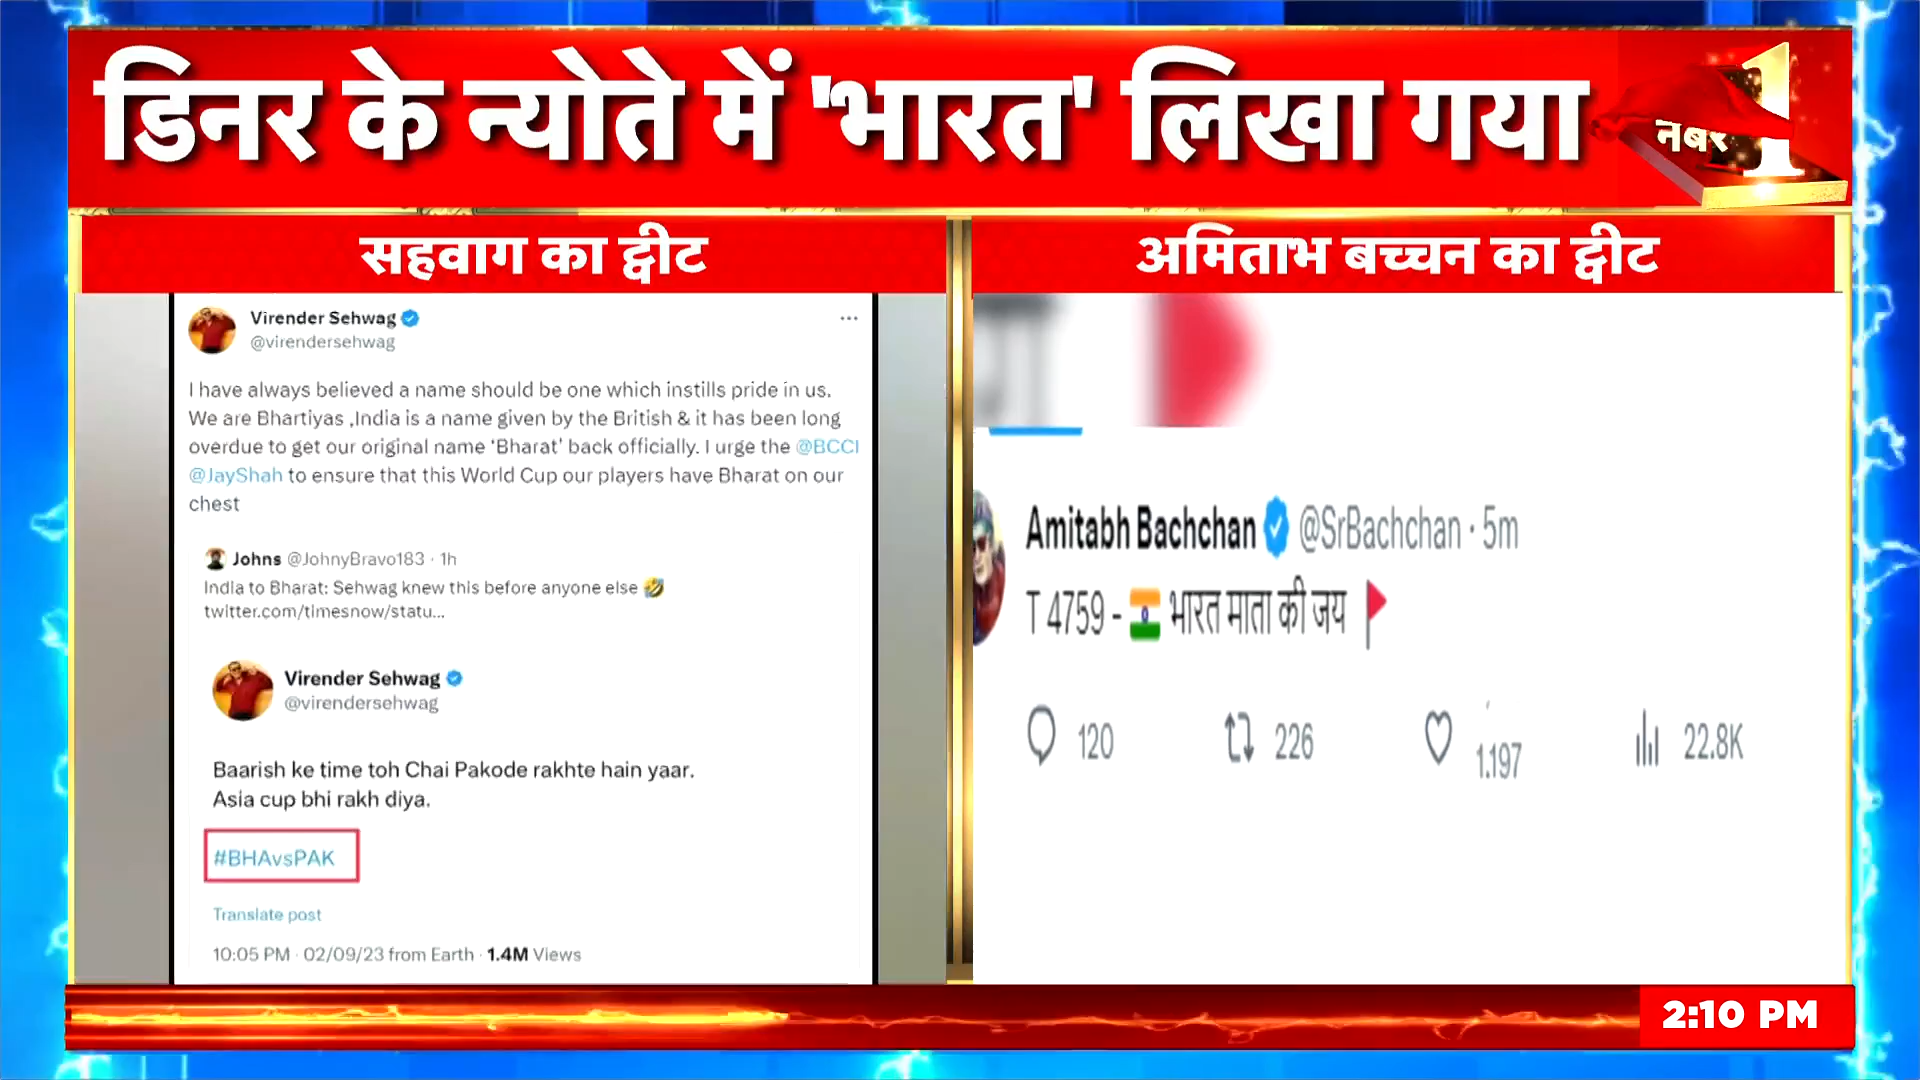 डिनर के न्योते में 'भारत' लिखा गया
नंबर 1
सहवाग का ट्वीट
Virender Sehwag
@virendersehwag
I have always believed a name should be one which instills pride in us.
We are Bhartiyas ,India is a name given by the British & it has been long
overdue to get our original name 'Bharat' back officially. I urge the @BCCI
@JayShah to ensure that this World Cup our players have Bharat on our
chest
Johns @JohnyBravo183 · 1h
India to Bharat: Sehwag knew this before anyone else 🤣
twitter.com/timesnow/statu...
Virender Sehwag
@virendersehwag
Baarish ke time toh Chai Pakode rakhte hain yaar.
Asia cup bhi rakh diya.
#BHAvsPAK
Translate post
10:05 PM · 02/09/23 from Earth · 1.4M Views
अमिताभ बच्चन का ट्वीट
Amitabh Bachchan @SrBachchan · 5m
T 4759 - 🇮🇳 भारत माता की जय 🚩
120 226 1,197 22.8K
2:10 PM